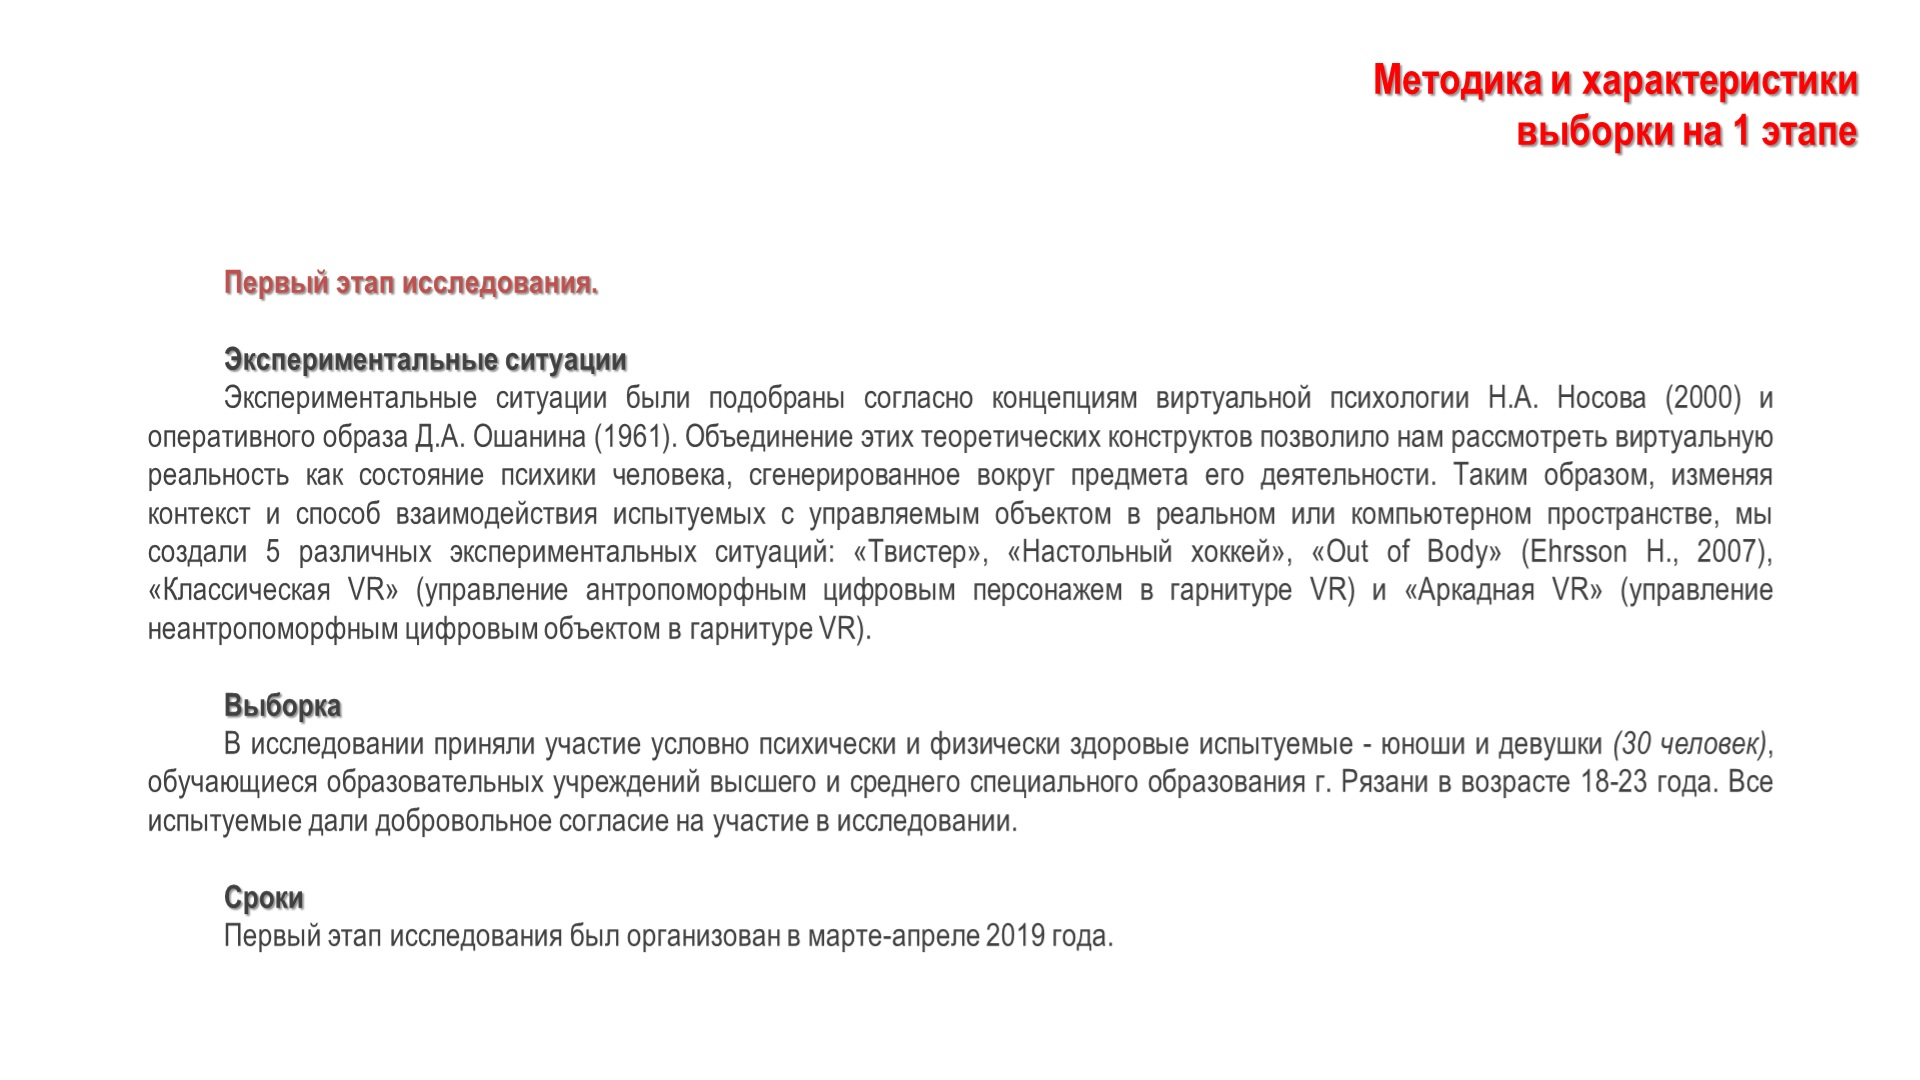 Методика и характеристики
выборки на 1 этапе
Первый этап исследования.
Экспериментальные ситуации
Экспериментальные ситуации были подобраны согласно концепциям виртуальной психологии Н.А. Носова (2000) и
оперативного образа Д.А. Ошанина (1961). Объединение этих теоретических конструктов позволило нам рассмотреть виртуальную
реальность как состояние психики человека, сгенерированное вокруг предмета его деятельности. Таким образом, изменяя
контекст и способ взаимодействия испытуемых с управляемым объектом в реальном или компьютерном пространстве, мы
создали 5 различных экспериментальных ситуаций: «Твистер», «Настольный хоккей», «Out of Body» (Ehrsson H., 2007),
«Классическая VR» (управление антропоморфным цифровым персонажем в гарнитуре VR) и «Аркадная VR» (управление
неантропоморфным цифровым объектом в гарнитуре VR).
Выборка
В исследовании приняли участие условно психически и физически здоровые испытуемые - юноши и девушки (30 человек),
обучающиеся образовательных учреждений высшего и среднего специального образования г. Рязани в возрасте 18-23 года. Все
испытуемые дали добровольное согласие на участие в исследовании.
Сроки
Первый этап исследования был организован в марте-апреле 2019 года.